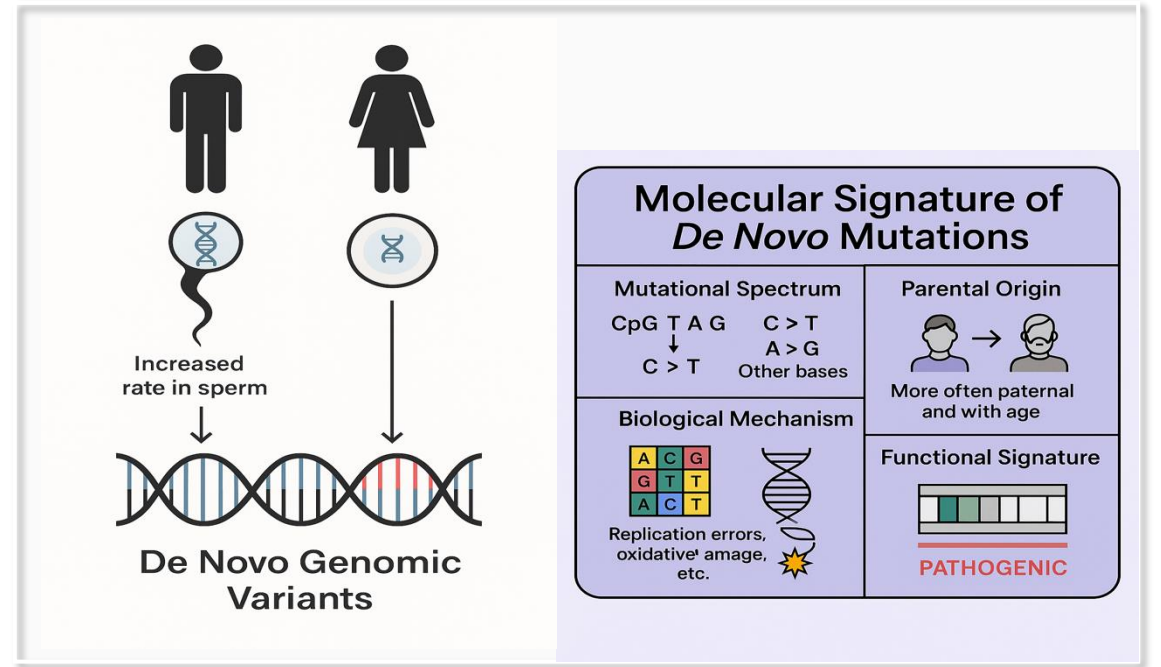 Increased
rate in sperm
De Novo Genomic
Variants
Molecular Signature of
De Novo Mutations
Mutational Spectrum
CpG T A G
C > T
C > T
A > G
Other bases
Parental Origin
More often paternal
and with age
Biological Mechanism
A C G
G T T
A C T
Replication errors,
oxidative' amage,
etc.
Functional Signature
PATHOGENIC